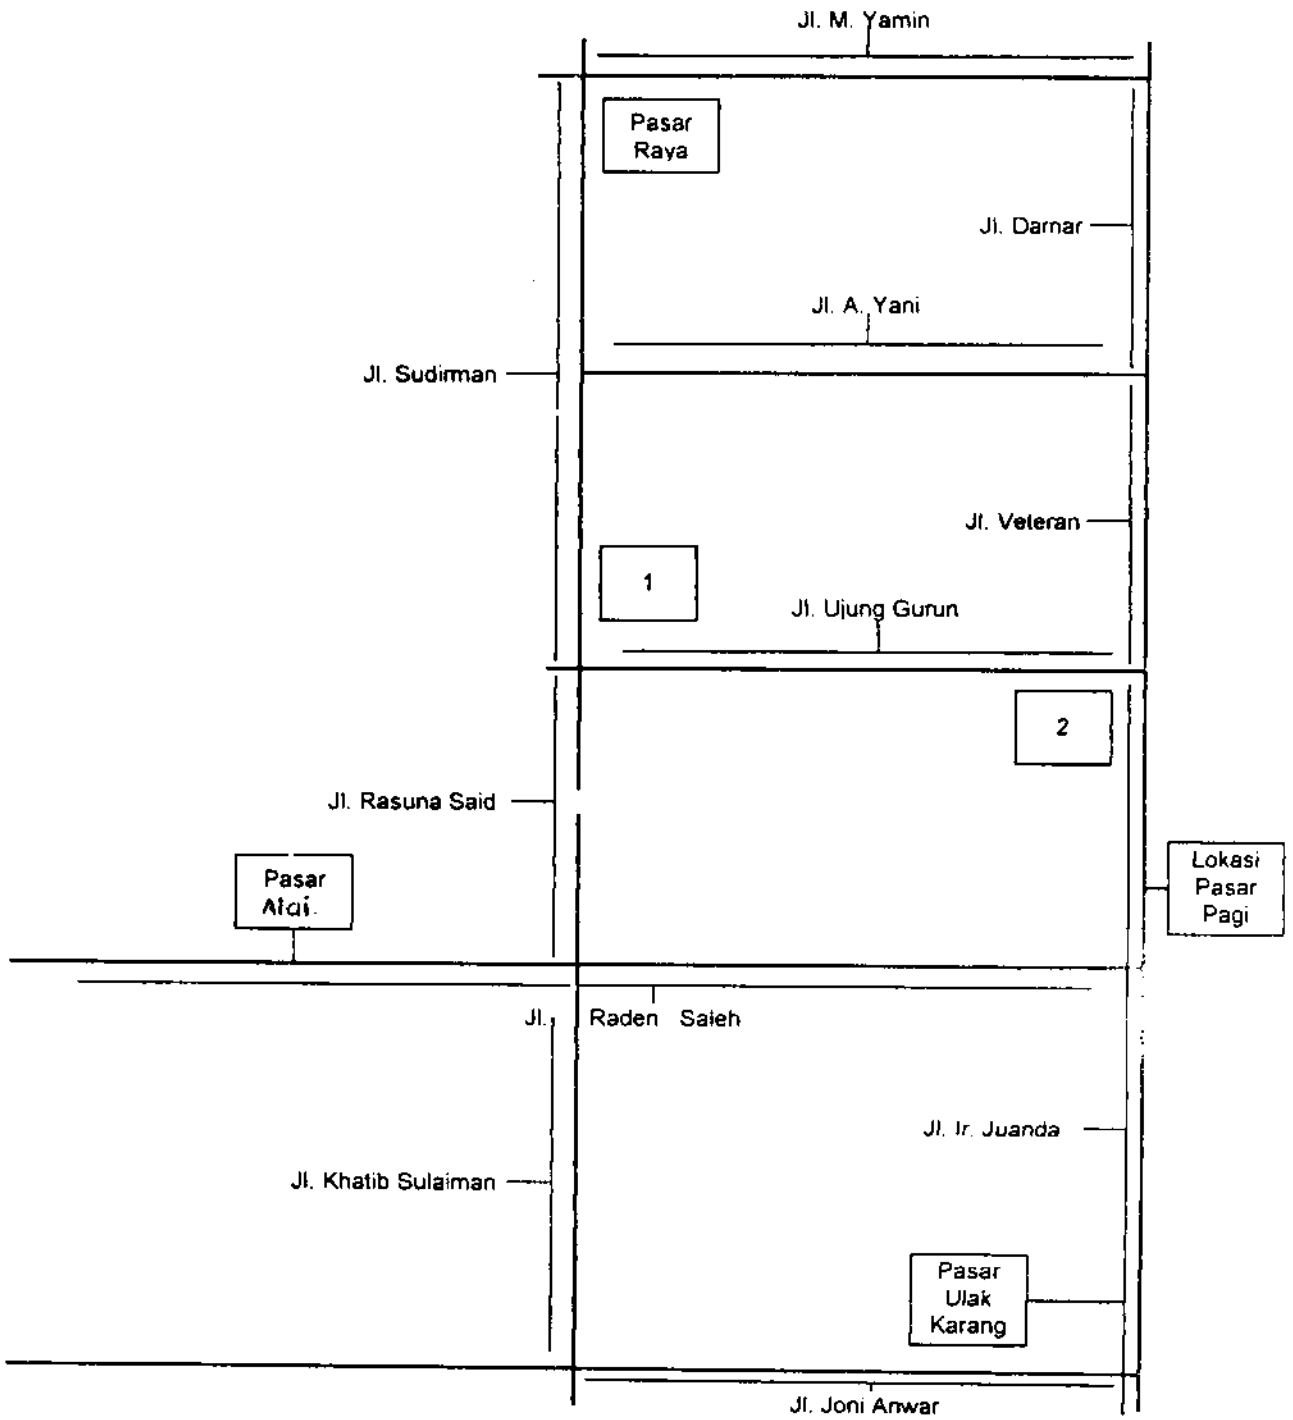 Jl. M. Yamin
Pasar
Raya
Jl. Damar
Jl. A. Yani
Jl. Sudirman
Jl. Veteran
1
Jl. Ujung Gurun
2
Jl. Rasuna Said
Lokasi
Pasar
Pagi
Pasar
Alai.
Jl. Raden Saleh
Jl. Ir. Juanda
Jl. Khatib Sulaiman
Pasar
Ulak
Karang
Jl. Joni Anwar